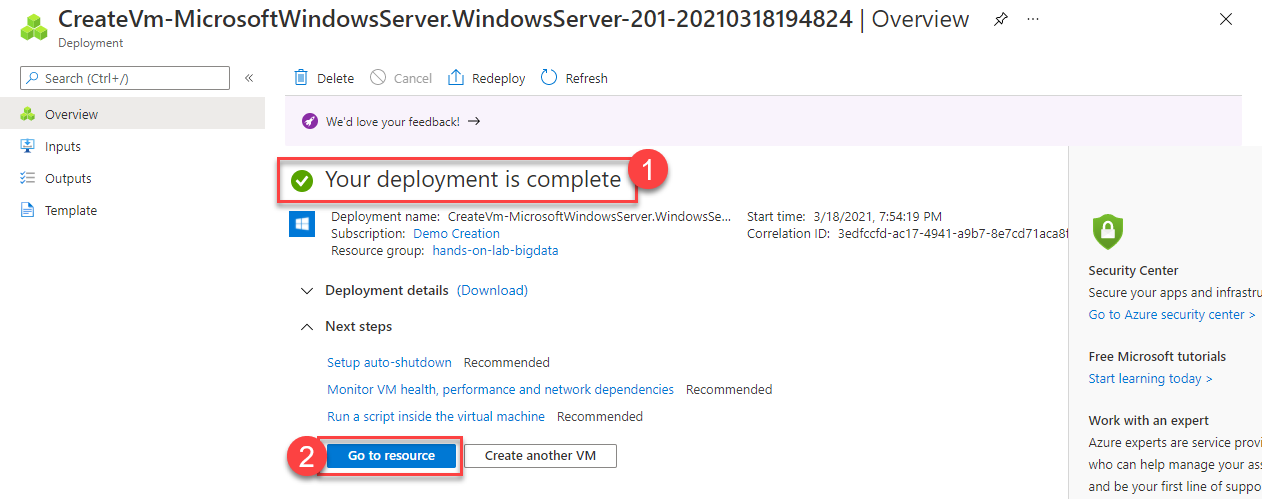 CreateVm-MicrosoftWindowsServer.WindowsServer-201-20210318194824 | Overview
Deployment
Search (Ctrl+/)
Delete
Cancel
Redeploy
Refresh
Overview
Inputs
Outputs
Template
We'd love your feedback!
Your deployment is complete
1
Deployment name: CreateVm-MicrosoftWindowsServer.WindowsSe...
Subscription: Demo Creation
Resource group: hands-on-lab-bigdata
Start time: 3/18/2021, 7:54:19 PM
Correlation ID: 3edfccfd-ac17-4941-a9b7-8e7cd71aca8f
Deployment details (Download)
Next steps
Setup auto-shutdown Recommended
Monitor VM health, performance and network dependencies Recommended
Run a script inside the virtual machine Recommended
2
Go to resource
Create another VM
Security Center
Secure your apps and infrastru
Go to Azure security center >
Free Microsoft tutorials
Start learning today >
Work with an expert
Azure experts are service provi
who can help manage your ass
and be your first line of suppo